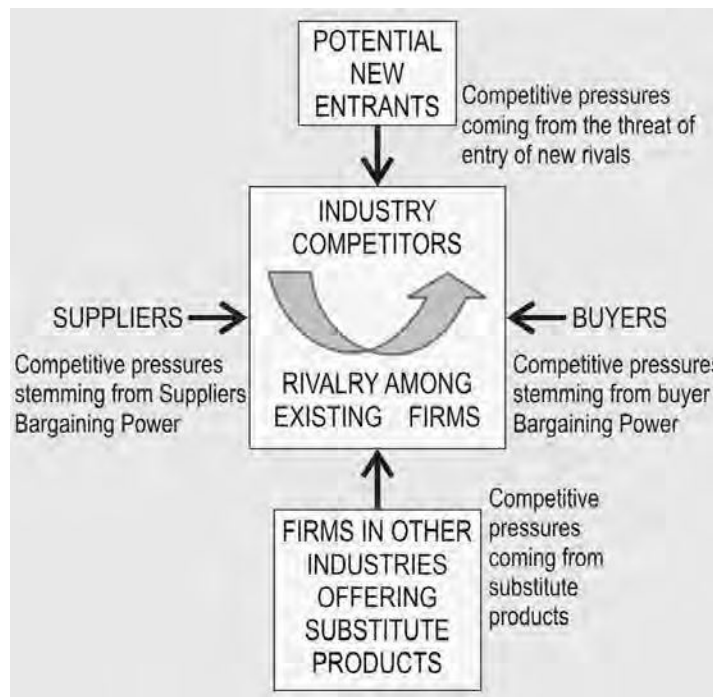 POTENTIAL
NEW
ENTRANTS
Competitive pressures
coming from the threat of
entry of new rivals
INDUSTRY
COMPETITORS
SUPPLIERS
BUYERS
Competitive pressures
stemming from Suppliers
Bargaining Power
RIVALRY AMONG
EXISTING FIRMS
Competitive pressures
stemming from buyer
Bargaining Power
FIRMS IN OTHER
INDUSTRIES
OFFERING
SUBSTITUTE
PRODUCTS
Competitive
pressures
coming from
substitute
products